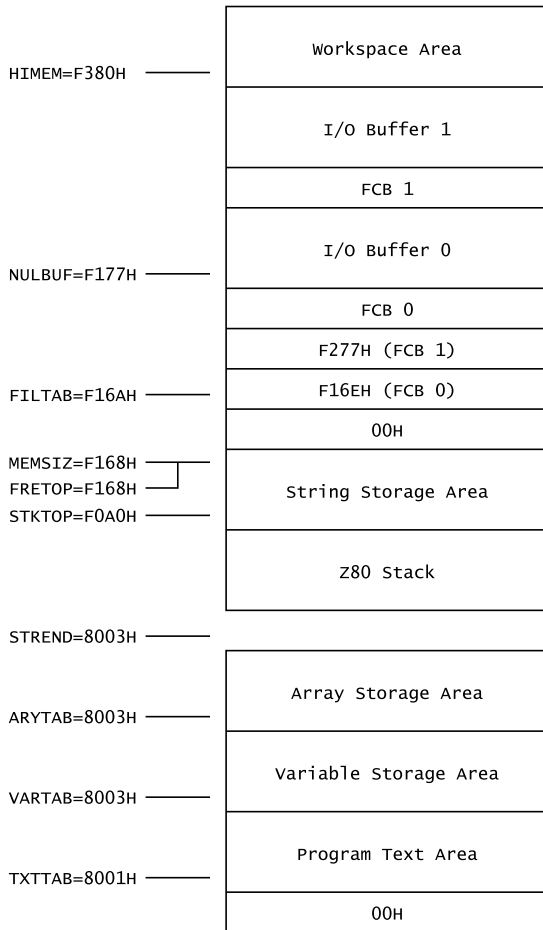 Workspace Area
HIMEM=F380H
I/O Buffer 1
FCB 1
I/O Buffer 0
NULBUF=F177H
FCB 0
F277H (FCB 1)
FILTAB=F16AH
F16EH (FCB 0)
00H
MEMSIZ=F168H
FRETOP=F168H
String Storage Area
STKTOP=F0A0H
Z80 Stack
STREND=8003H
Array Storage Area
ARYTAB=8003H
Variable Storage Area
VARTAB=8003H
Program Text Area
TXTTAB=8001H
00H